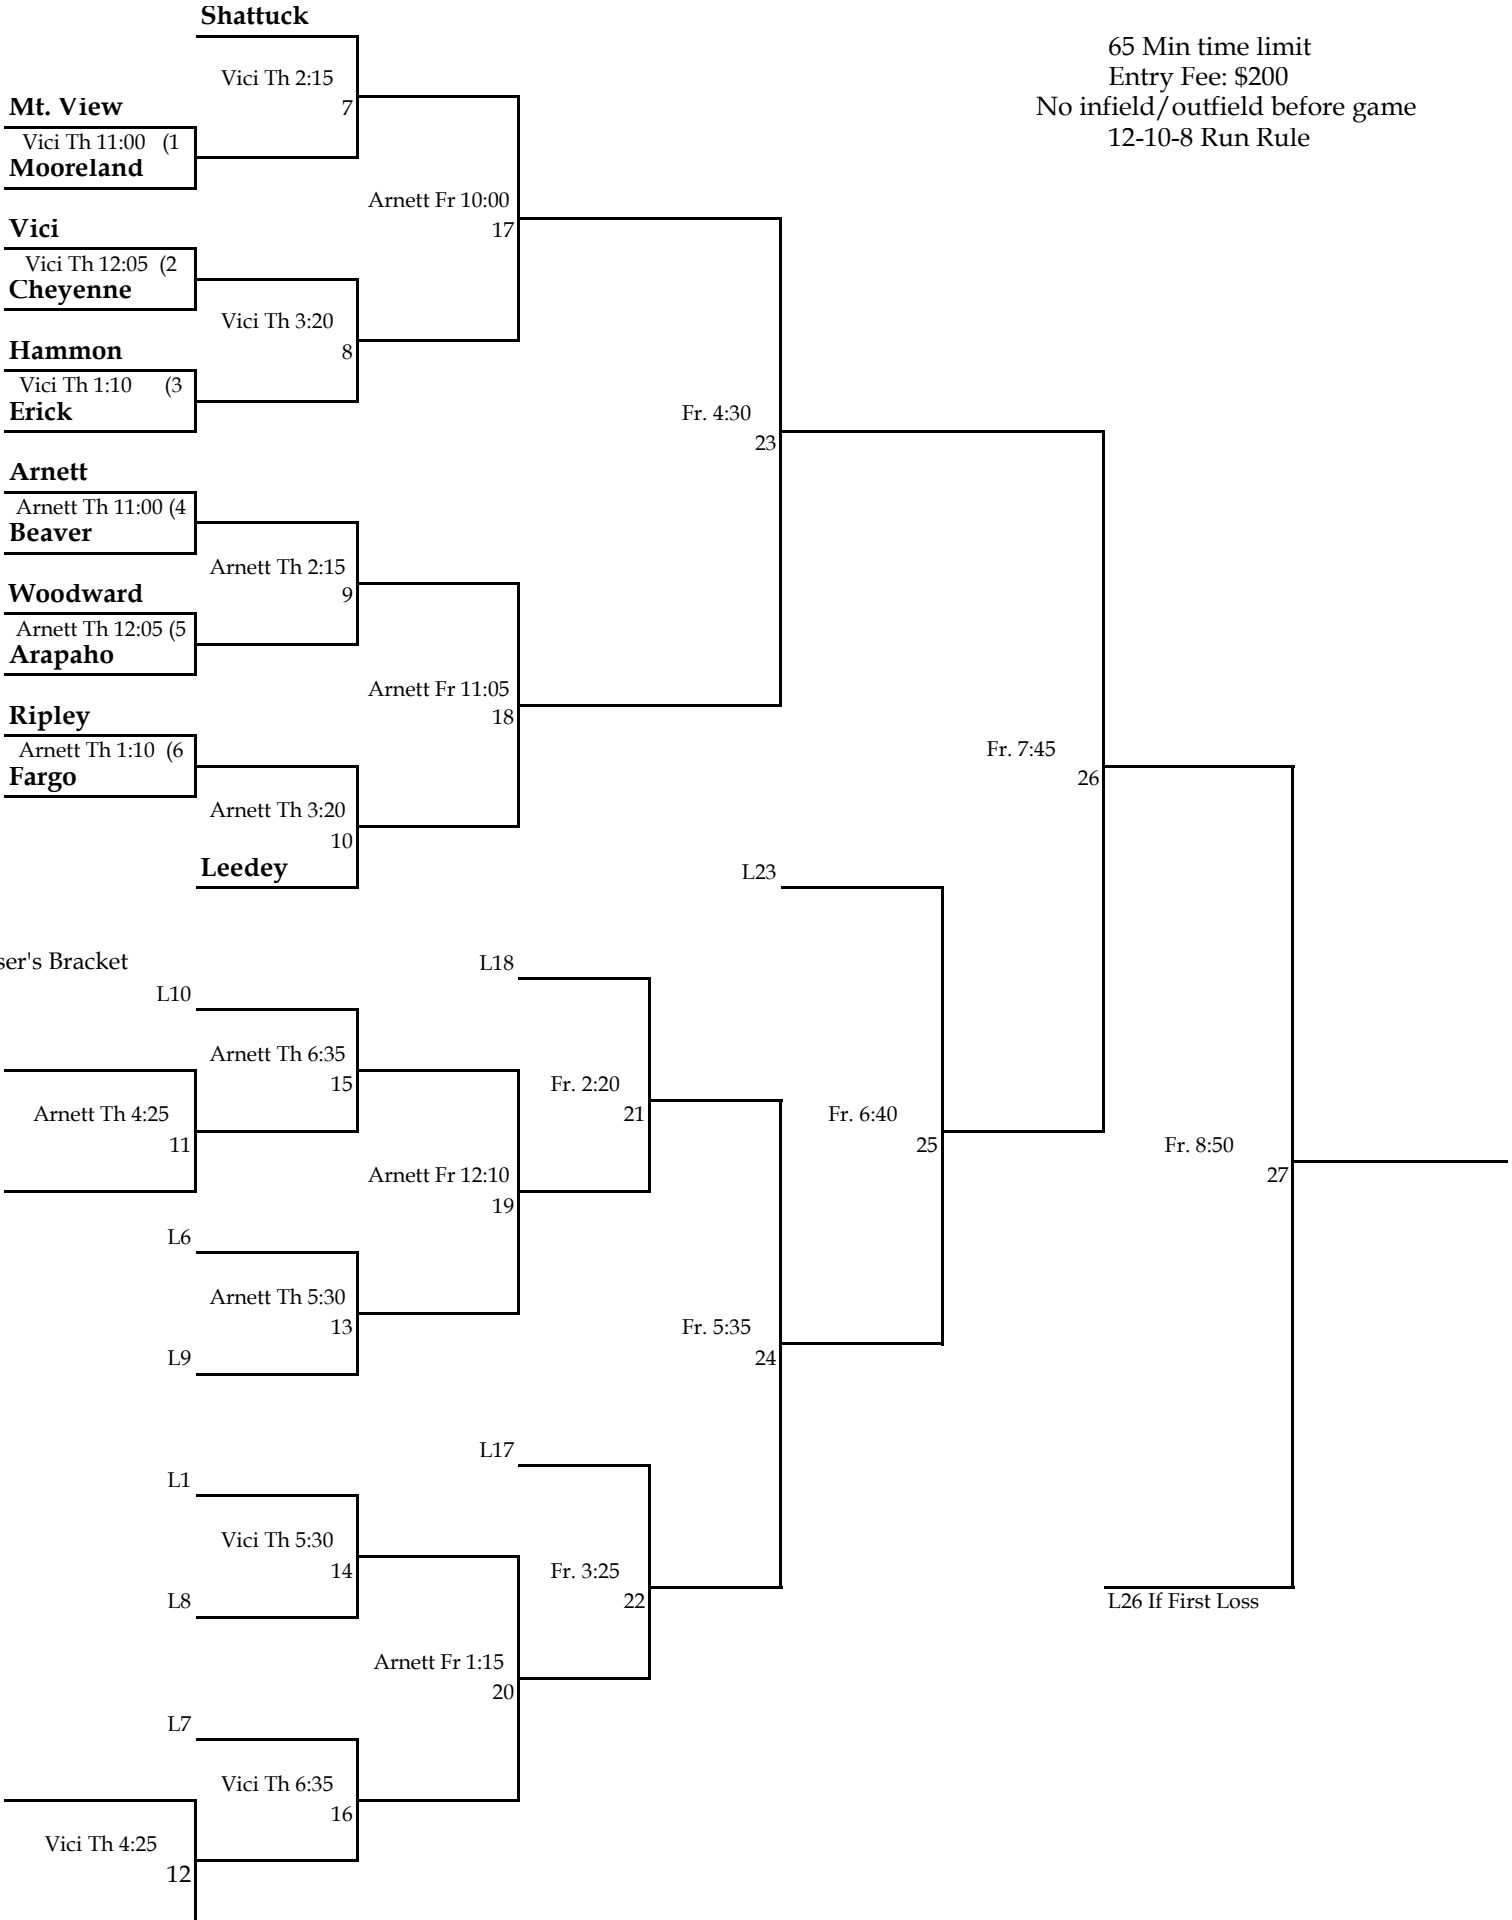 Shattuck
65 Min time limit
Entry Fee: $200
No infield/outfield before game
12-10-8 Run Rule
Vici Th 2:15
7
Mt. View
Vici Th 11:00 (1
Mooreland
Arnett Fr 10:00
17
Vici
Vici Th 12:05 (2
Cheyenne
Vici Th 3:20
8
Hammon
Vici Th 1:10 (3
Erick
Fr. 4:30
23
Arnett
Arnett Th 11:00 (4
Beaver
Arnett Th 2:15
9
Woodward
Arnett Th 12:05 (5
Arapaho
Arnett Fr 11:05
18
Ripley
Arnett Th 1:10 (6
Fargo
Fr. 7:45
26
Arnett Th 3:20
10
Leedey
L23
ser's Bracket
L18
L10
Arnett Th 6:35
15
Fr. 2:20
21
Arnett Th 4:25
11
Fr. 6:40
25
Fr. 8:50
27
Arnett Fr 12:10
19
L6
Arnett Th 5:30
13
L9
Fr. 5:35
24
L17
L1
Vici Th 5:30
14
L8
Fr. 3:25
22
L26 If First Loss
Arnett Fr 1:15
20
L7
Vici Th 6:35
16
Vici Th 4:25
12